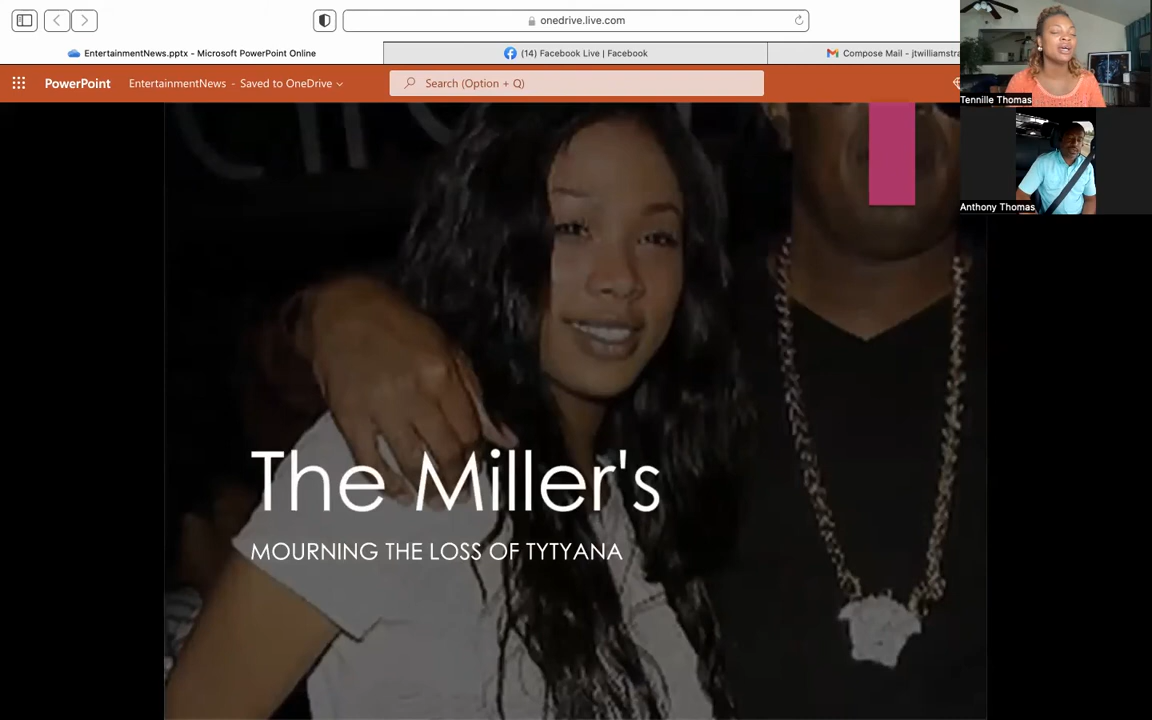 onedrive.live.com
EntertainmentNews.pptx - Microsoft PowerPoint Online
(14) Facebook Live | Facebook
Compose Mail - jtwilliamstra
PowerPoint
EntertainmentNews - Saved to OneDrive
Search (Option + Q)
Tennille Thomas
Anthony Thomas
The Miller's
MOURNING THE LOSS OF TYTYANA